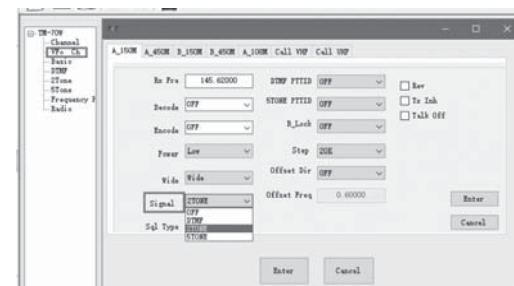 TM-70W
Channel
VFo Ch
Basic
DTMF
2Tone
5Tone
Frequency P
Radio
A_150M A_450M B_150M B_450M A_108M Call VHF Call UHF
Rx Fre 145.62000 DTMF PTTID OFF Rev
Decode OFF 5TONE PTTID OFF Tx Inh
Encode OFF B_Lock OFF Talk Off
Power Low Step 20K
Wide Wide Offset Dir OFF
Signal 2TONE Offset Freq 0.60000 Enter
OFF
DTMF
2TONE
5TONE
Sql Type Cancel
Enter Cancel